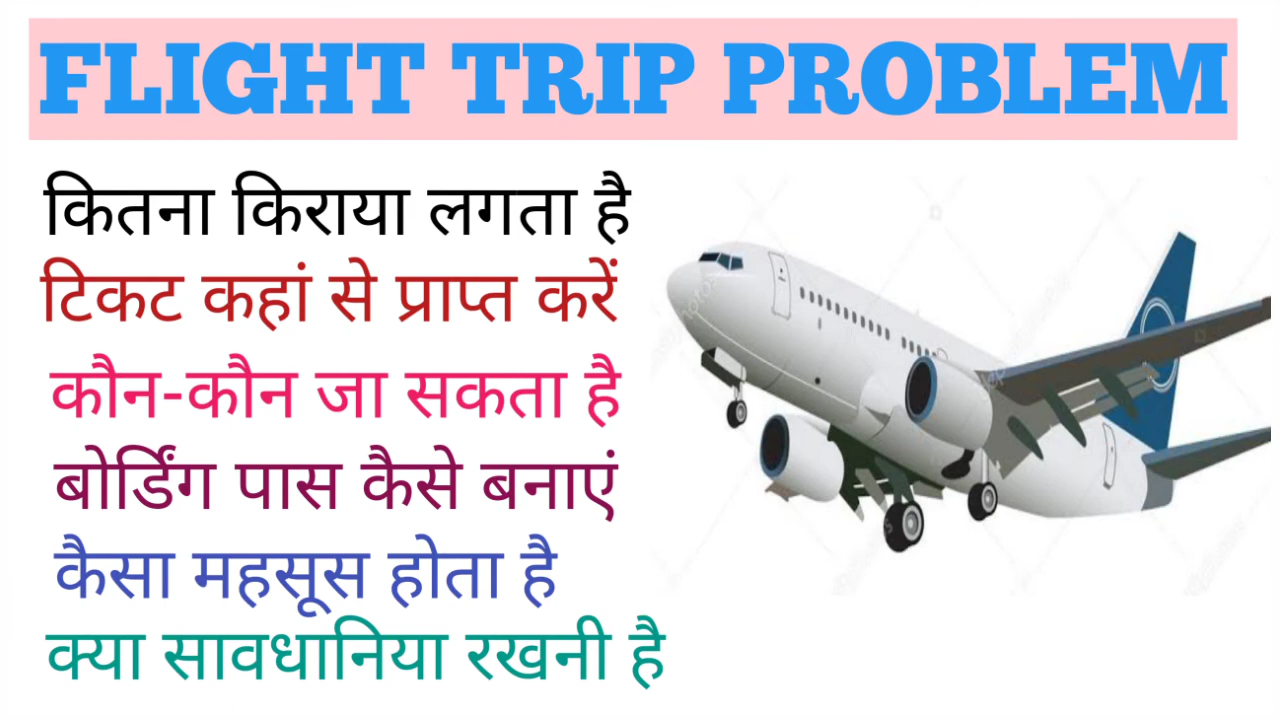 FLIGHT TRIP PROBLEM
कितना किराया लगता है
टिकट कहां से प्राप्त करें
कौन-कौन जा सकता है
बोर्डिंग पास कैसे बनाएं
कैसा महसूस होता है
क्या सावधानिया रखनी है